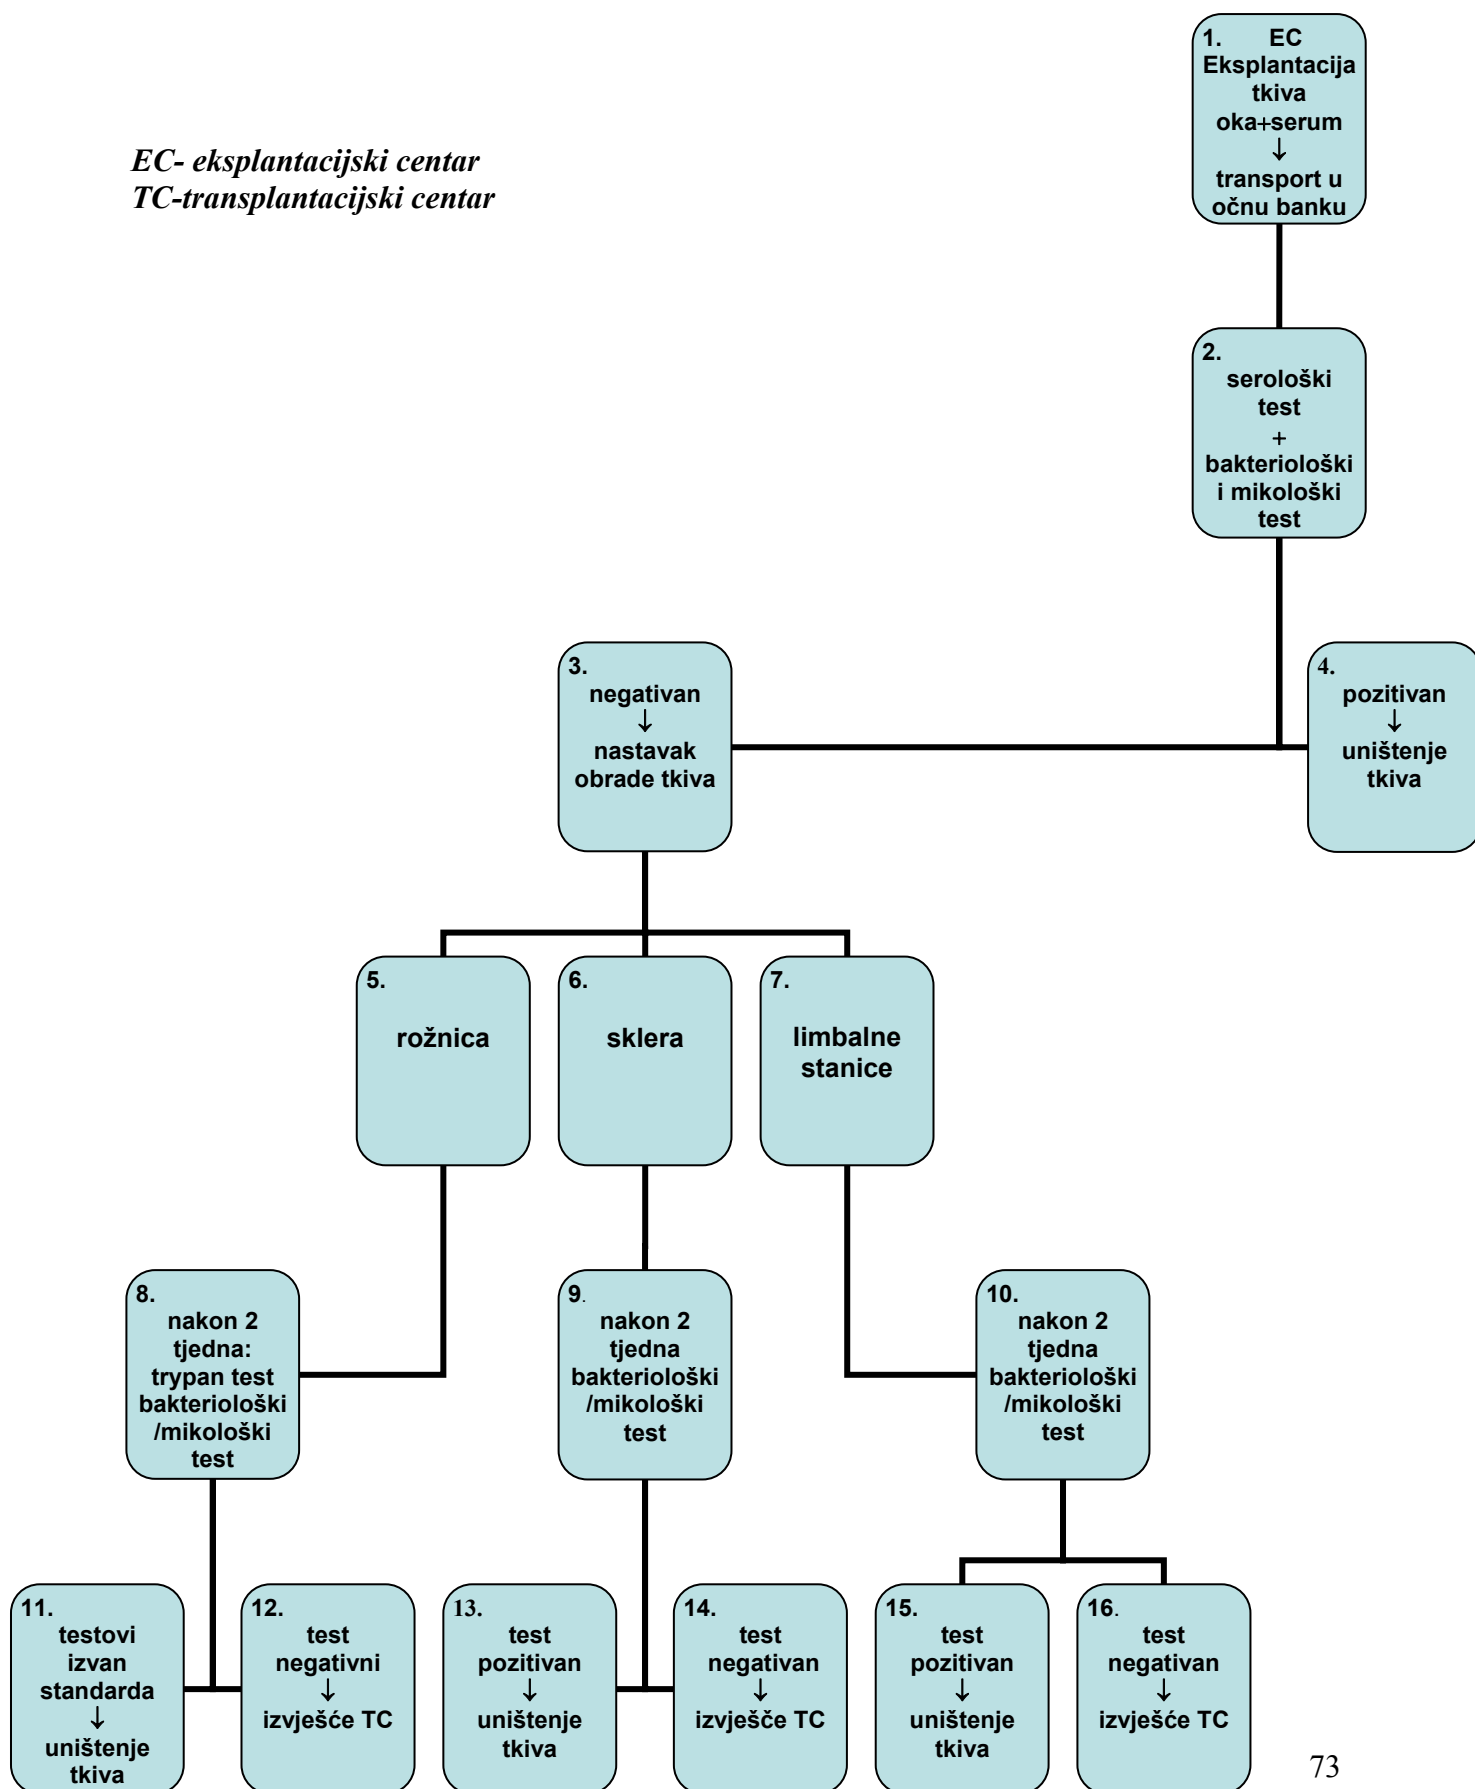 EC- eksplantacijski centar
TC-transplantacijski centar
1. EC
Eksplantacija
tkiva
oka+serum
↓
transport u
očnu banku
2.
serološki
test
+
bakteriološki
i mikološki
test
3.
negativan
↓
nastavak
obrade tkiva
4.
pozitivan
↓
uništenje
tkiva
5.
rožnica
6.
sklera
7.
limbalne
stanice
8.
nakon 2
tjedna:
trypan test
bakteriološki
/mikološki
test
9.
nakon 2
tjedna
bakteriološki
/mikološki
test
10.
nakon 2
tjedna
bakteriološki
/mikološki
test
11.
testovi
izvan
standarda
↓
uništenje
tkiva
12.
test
negativni
↓
izvješće TC
13.
test
pozitivan
↓
uništenje
tkiva
14.
test
negativan
↓
izvješče TC
15.
test
pozitivan
↓
uništenje
tkiva
16.
test
negativan
↓
izvješće TC
73